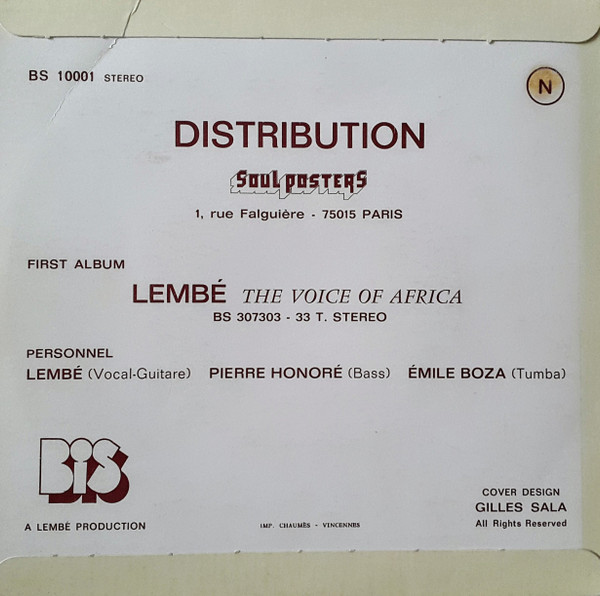 BS 10001 STEREO
N
DISTRIBUTION
SOUL POSTERS
1, rue Falguière - 75015 PARIS
FIRST ALBUM
LEMBÉ THE VOICE OF AFRICA
BS 307303 - 33 T. STEREO
PERSONNEL
LEMBÉ (Vocal-Guitare) PIERRE HONORÉ (Bass) ÉMILE BOZA (Tumba)
BiS
A LEMBÉ PRODUCTION
IMP. CHAUMÈS - VINCENNES
COVER DESIGN
GILLES SALA
All Rights Reserved